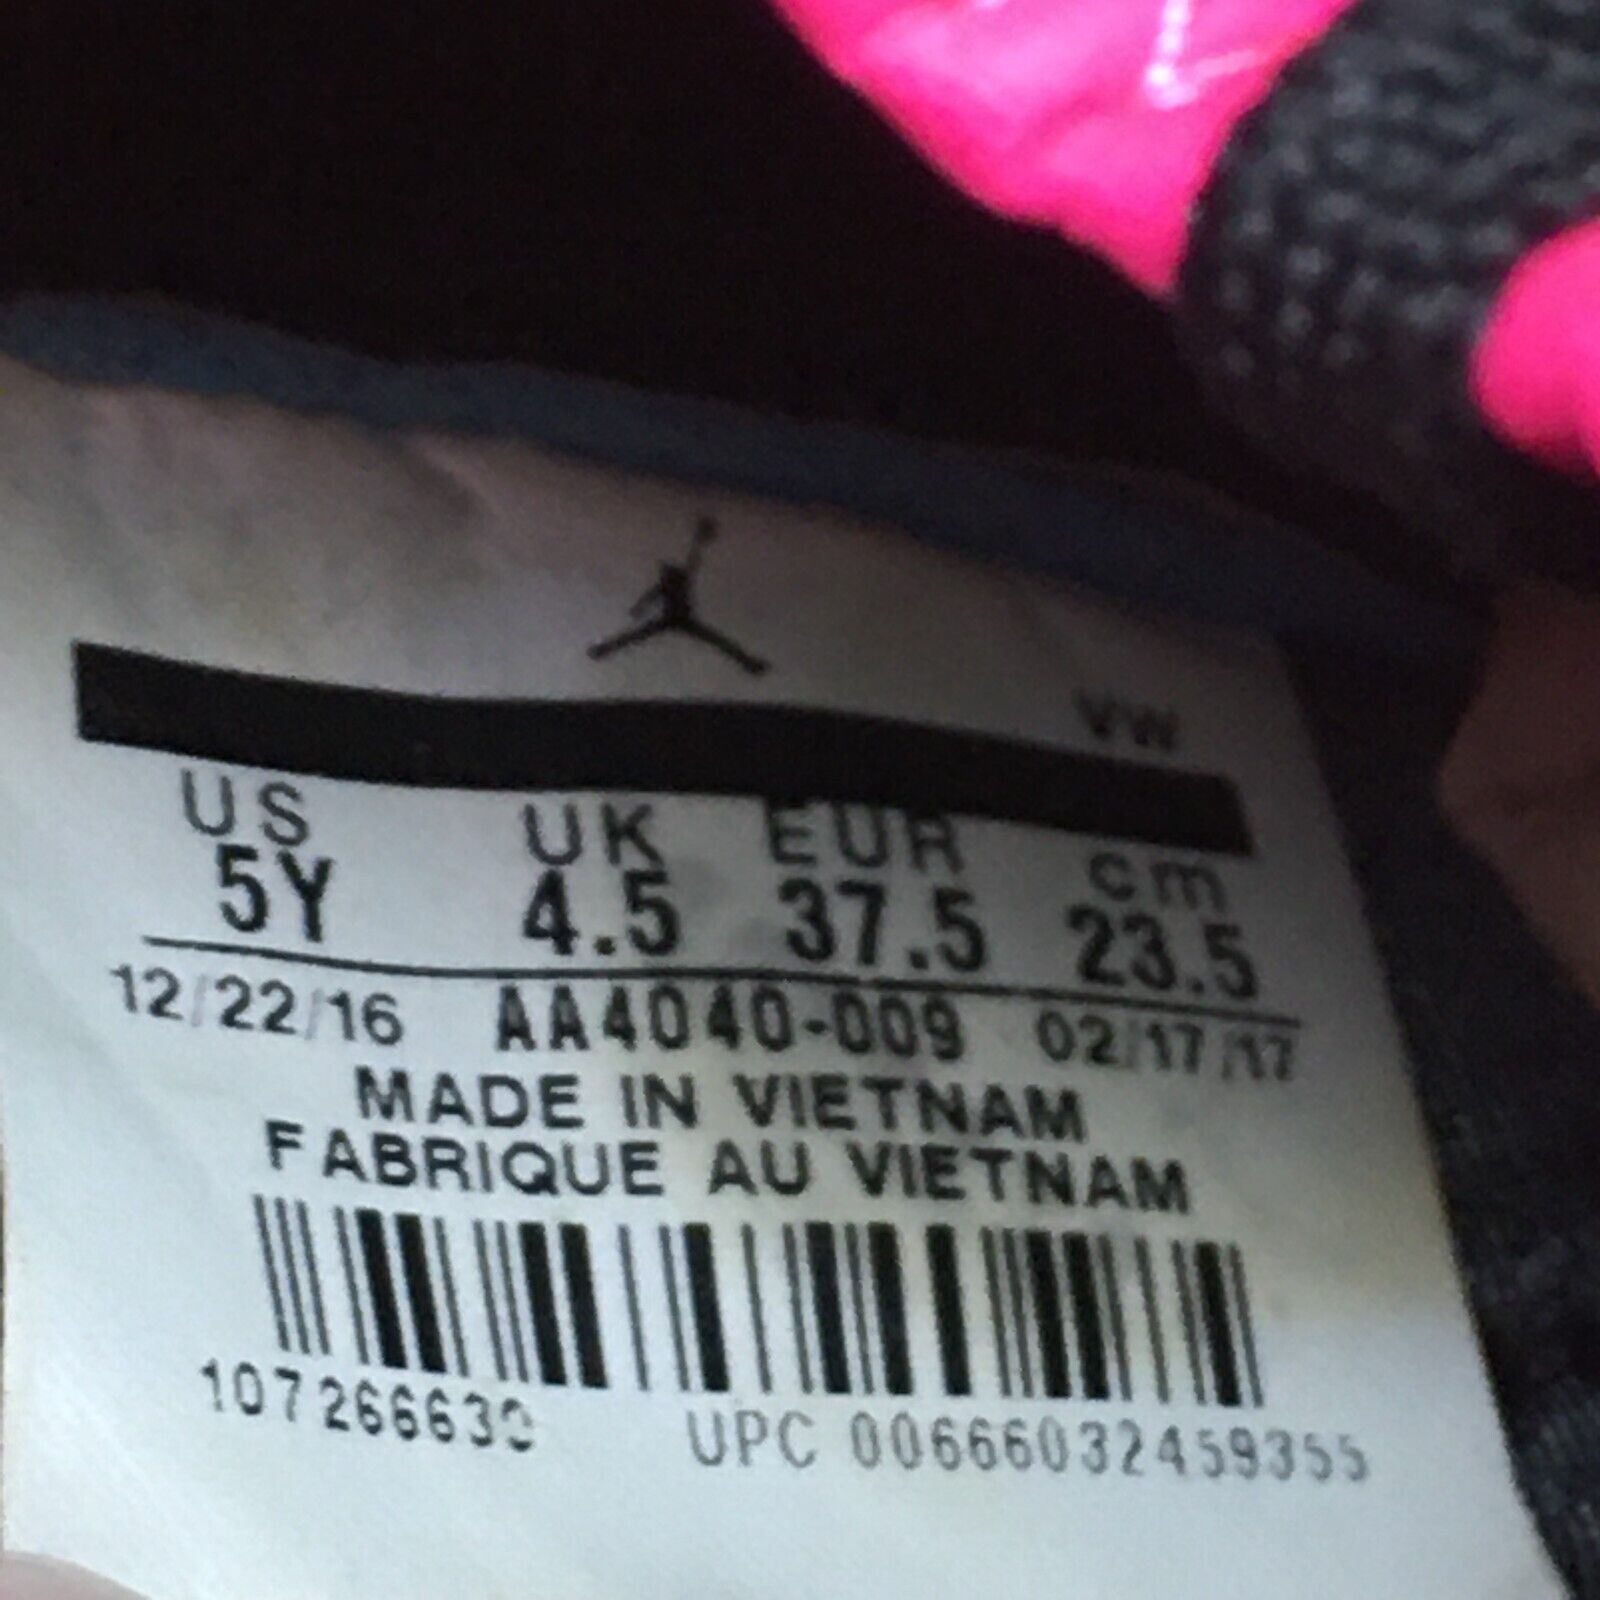 VW
US UK EUR cm
5Y 4.5 37.5 23.5
12/22/16 AA4040-009 02/17/17
MADE IN VIETNAM
FABRIQUE AU VIETNAM
UPC 00666032459355